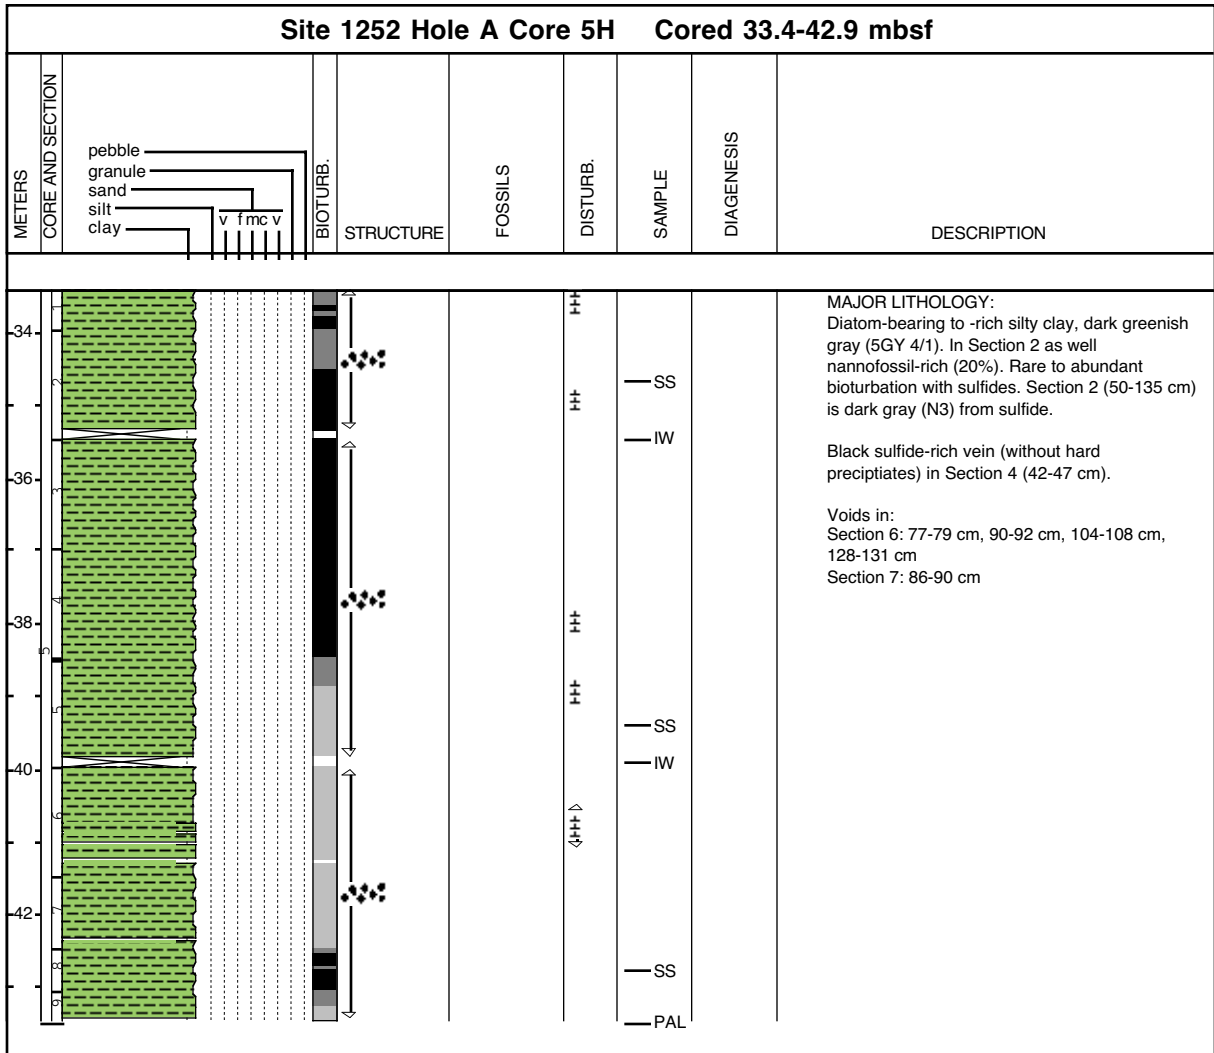 Site 1252 Hole A Core 5H Cored 33.4-42.9 mbsf
METERS
CORE AND SECTION
pebble
granule
sand
silt
clay
v f mc v
BIOTURB.
STRUCTURE
FOSSILS
DISTURB.
SAMPLE
DIAGENESIS
DESCRIPTION
34
36
38
40
42
5
1
2
3
4
5
6
7
8
9
SS
IW
SS
IW
SS
PAL
MAJOR LITHOLOGY:
Diatom-bearing to -rich silty clay, dark greenish
gray (5GY 4/1). In Section 2 as well
nannofossil-rich (20%). Rare to abundant
bioturbation with sulfides. Section 2 (50-135 cm)
is dark gray (N3) from sulfide.
Black sulfide-rich vein (without hard
preciptiates) in Section 4 (42-47 cm).
Voids in:
Section 6: 77-79 cm, 90-92 cm, 104-108 cm,
128-131 cm
Section 7: 86-90 cm